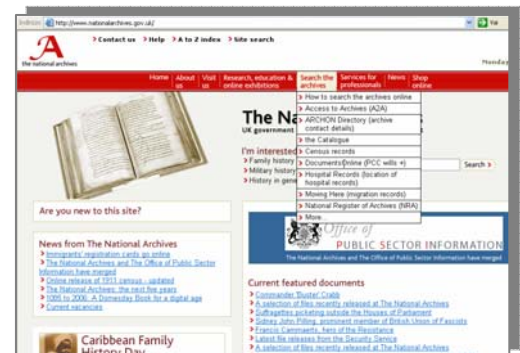 http://www.nationalarchives.gov.uk/
Contact us Help A to Z index Site search
A
the national archives
Monday
Home About us Visit us Research, education & online exhibitions Search the archives Services for professionals News Shop online
How to search the archives online
Access to Archives (A2A)
ARCHON Directory (archive contact details)
the Catalogue
Census records
DocumentsOnline (PCC wills +)
Hospital Records (location of hospital records)
Moving Here (migration records)
National Register of Archives (NRA)
More...
The Na
UK government
I'm interested
Family history
Military history
History in gene
Search
Are you new to this site?
News from The National Archives
Immigrants' registration cards go online
The National Archives and The Office of Public Sector
Information have merged
Online release of 1911 census - updated
The National Archives: the next five years
1086 to 2006: A Domesday Book for a digital age
Current vacancies
Caribbean Family
History Day
Office of
PUBLIC SECTOR INFORMATION
The National Archives and The Office of Public Sector Information have merged
Current featured documents
Commander 'Buster' Crabb
A selection of files recently released at The National Archives
Suffragettes picketing outside the Houses of Parliament
Sidney John Pilling, prominent member of British Union of Fascists
Francis Cammaerts, hero of the Resistance
Latest file releases from the Security Service
A selection of files recently released at The National Archives